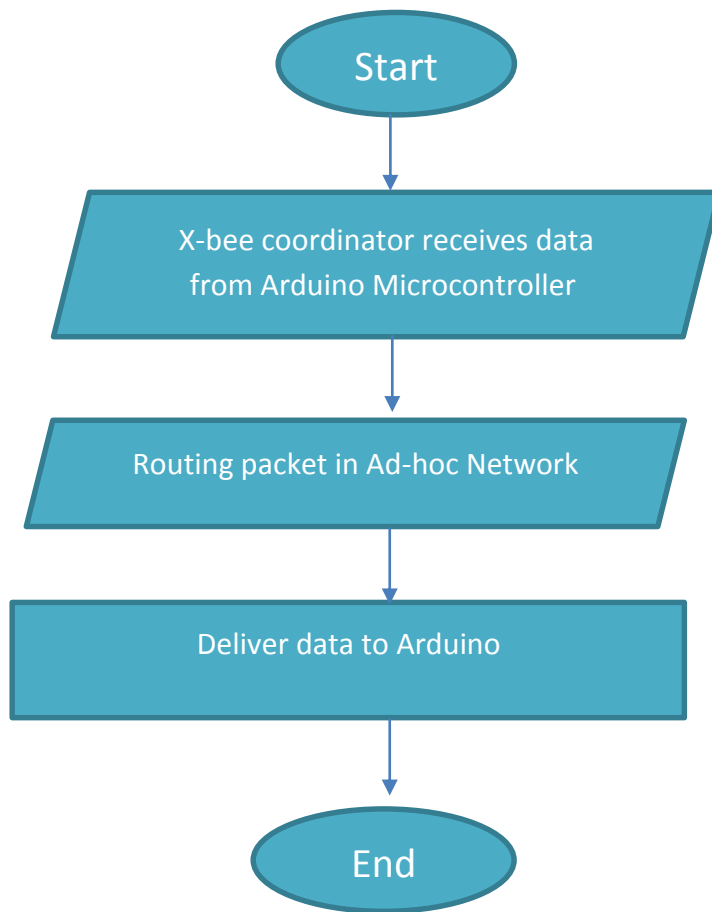 Start
X-bee coordinator receives data
from Arduino Microcontroller
Routing packet in Ad-hoc Network
Deliver data to Arduino
End